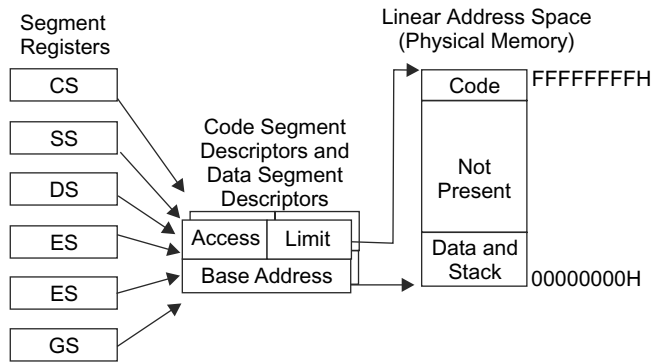 Segment
Registers
CS
SS
DS
ES
ES
GS
Code Segment
Descriptors and
Data Segment
Descriptors
Access
Limit
Base Address
Linear Address Space
(Physical Memory)
Code
FFFFFFFFH
Not
Present
Data and
Stack
00000000H